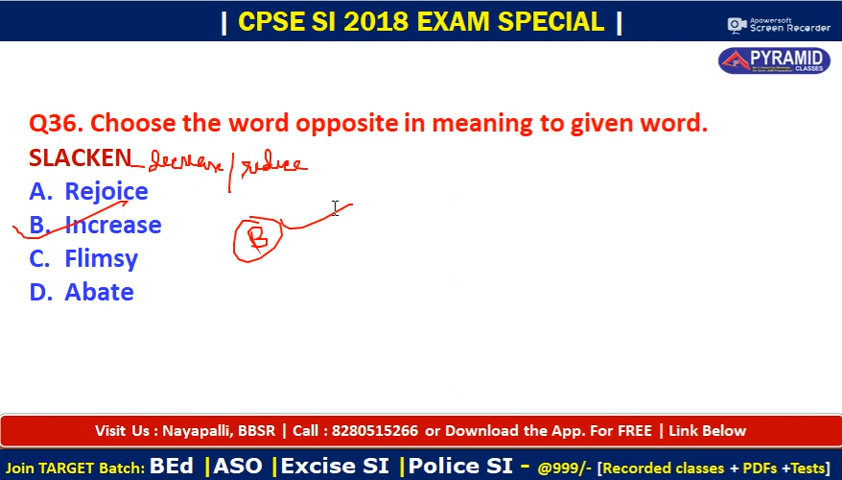 | CPSE SI 2018 EXAM SPECIAL |
Apowersoft
Screen Recorder
PYRAMID
CLASSES
Q36. Choose the word opposite in meaning to given word.
SLACKEN - decrease/reduce
A. Rejoice
B. Increase
B
C. Flimsy
D. Abate
Visit Us : Nayapalli, BBSR | Call : 8280515266 or Download the App. For FREE | Link Below
Join TARGET Batch: BEd |ASO |Excise SI |Police SI - @999/- [Recorded classes + PDFs +Tests]